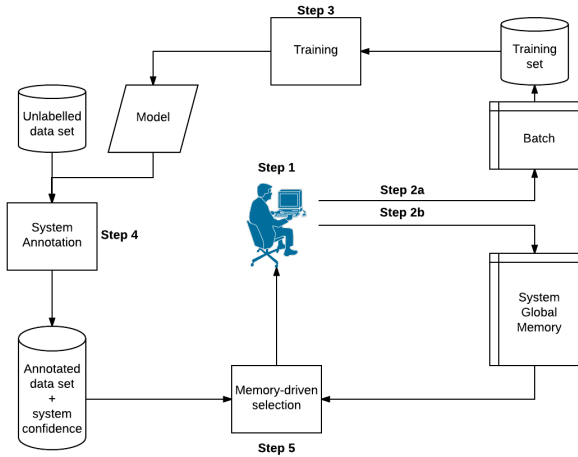 Step 3
Training
Training
set
Unlabelled
data set
Model
Batch
Step 1
Step 2a
Step 2b
System
Annotation
Step 4
System
Global
Memory
Annotated
data set
+
system
confidence
Memory-driven
selection
Step 5